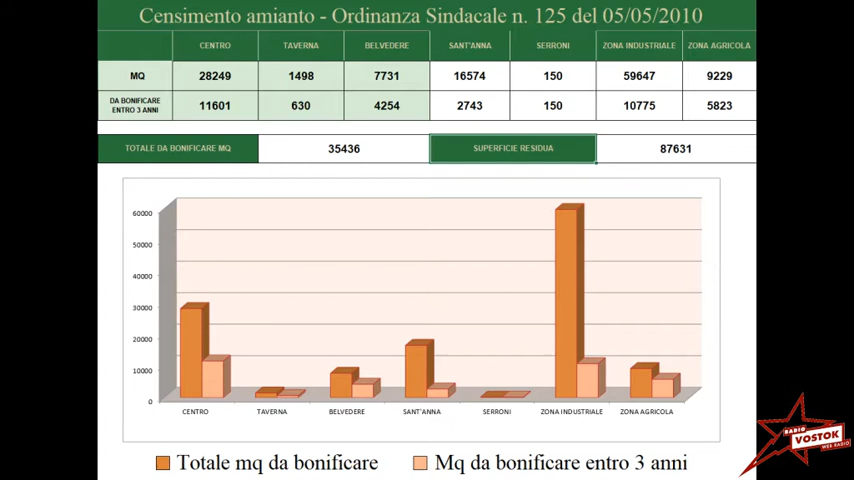 Censimento amianto - Ordinanza Sindacale n. 125 del 05/05/2010
CENTRO TAVERNA BELVEDERE SANT'ANNA SERRONI ZONA INDUSTRIALE ZONA AGRICOLA
MQ 28249 1498 7731 16574 150 59647 9229
DA BONIFICARE
ENTRO 3 ANNI 11601 630 4254 2743 150 10775 5823
TOTALE DA BONIFICARE MQ 35436 SUPERFICIE RESIDUA 87631
60000
50000
40000
30000
20000
10000
0
CENTRO TAVERNA BELVEDERE SANT'ANNA SERRONI ZONA INDUSTRIALE ZONA AGRICOLA
Totale mq da bonificare Mq da bonificare entro 3 anni
RADIO
VOSTOK
WEB RADIO